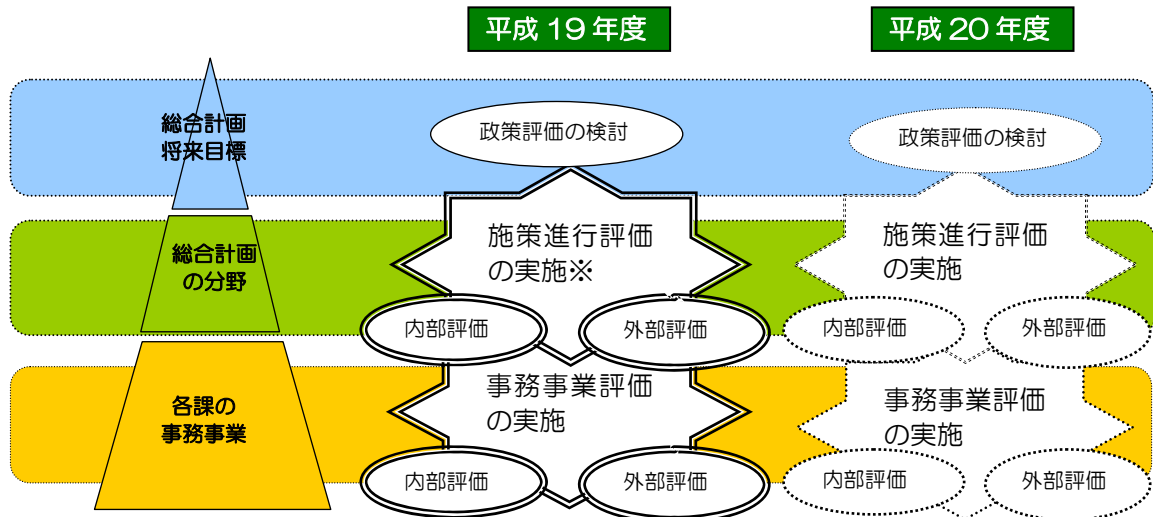 平成 19 年度
平成 20 年度
総合計画
将来目標
政策評価の検討
政策評価の検討
総合計画
の分野
施策進行評価
の実施※
施策進行評価
の実施
内部評価
外部評価
内部評価
外部評価
各課の
事務事業
事務事業評価
の実施
事務事業評価
の実施
内部評価
外部評価
内部評価
外部評価